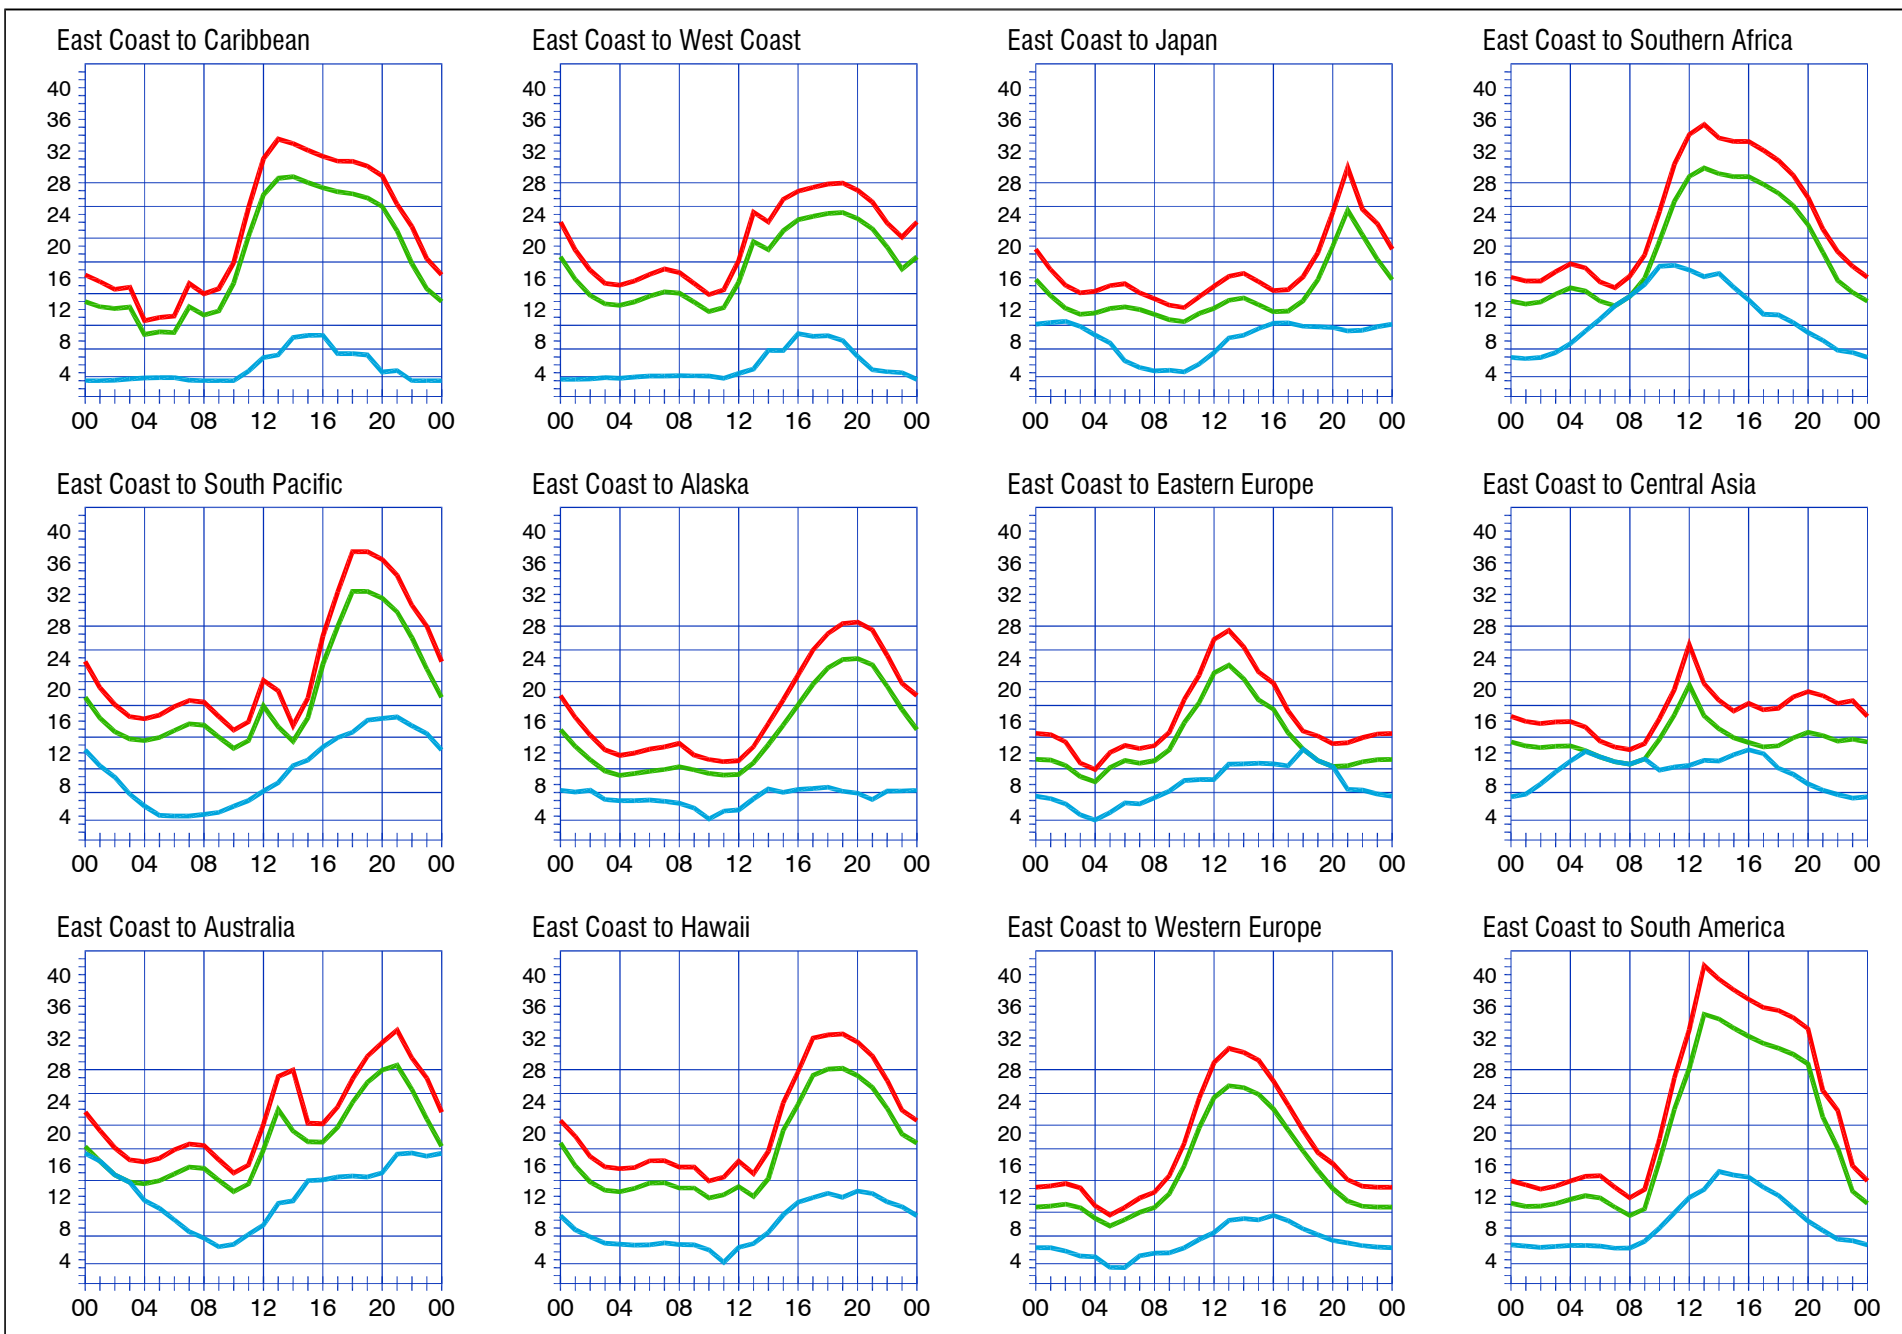 East Coast to Caribbean East Coast to West Coast East Coast to Japan East Coast to Southern Africa
40 40 40 40
36 36 36 36
32 32 32 32
28 28 28 28
24 24 24 24
20 20 20 20
16 16 16 16
12 12 12 12
8 8 8 8
4 4 4 4
00 04 08 12 16 20 00 00 04 08 12 16 20 00 00 04 08 12 16 20 00 00 04 08 12 16 20 00
East Coast to South Pacific East Coast to Alaska East Coast to Eastern Europe East Coast to Central Asia
40 40 40 40
36 36 36 36
32 32 32 32
28 28 28 28
24 24 24 24
20 20 20 20
16 16 16 16
12 12 12 12
8 8 8 8
4 4 4 4
00 04 08 12 16 20 00 00 04 08 12 16 20 00 00 04 08 12 16 20 00 00 04 08 12 16 20 00
East Coast to Australia East Coast to Hawaii East Coast to Western Europe East Coast to South America
40 40 40 40
36 36 36 36
32 32 32 32
28 28 28 28
24 24 24 24
20 20 20 20
16 16 16 16
12 12 12 12
8 8 8 8
4 4 4 4
00 04 08 12 16 20 00 00 04 08 12 16 20 00 00 04 08 12 16 20 00 00 04 08 12 16 20 00